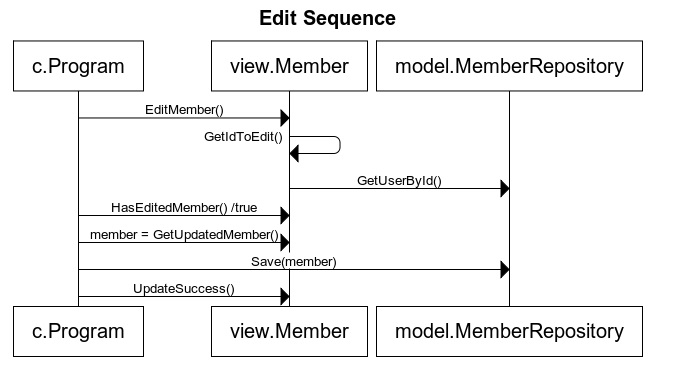 Edit Sequence
c.Program
view.Member
model.MemberRepository
EditMember()
GetIdToEdit()
GetUserById()
HasEditedMember() /true
member = GetUpdatedMember()
Save(member)
UpdateSuccess()
c.Program
view.Member
model.MemberRepository